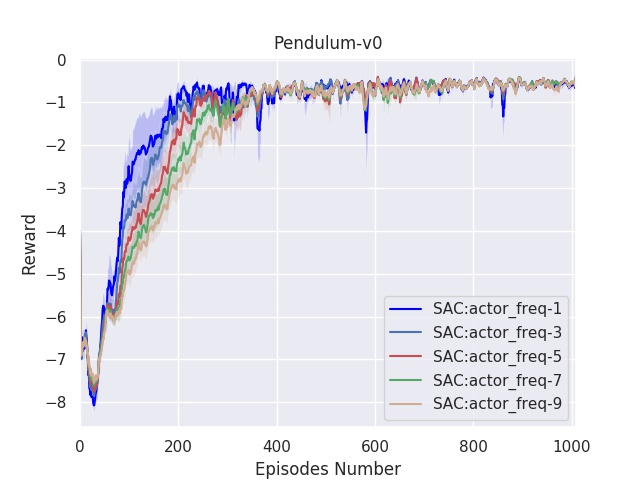 Pendulum-v0
0
−1
−2
−3
−4
−5
−6
−7
−8
Reward
0
200
400
600
800
1000
Episodes Number
SAC:actor_freq-1
SAC:actor_freq-3
SAC:actor_freq-5
SAC:actor_freq-7
SAC:actor_freq-9